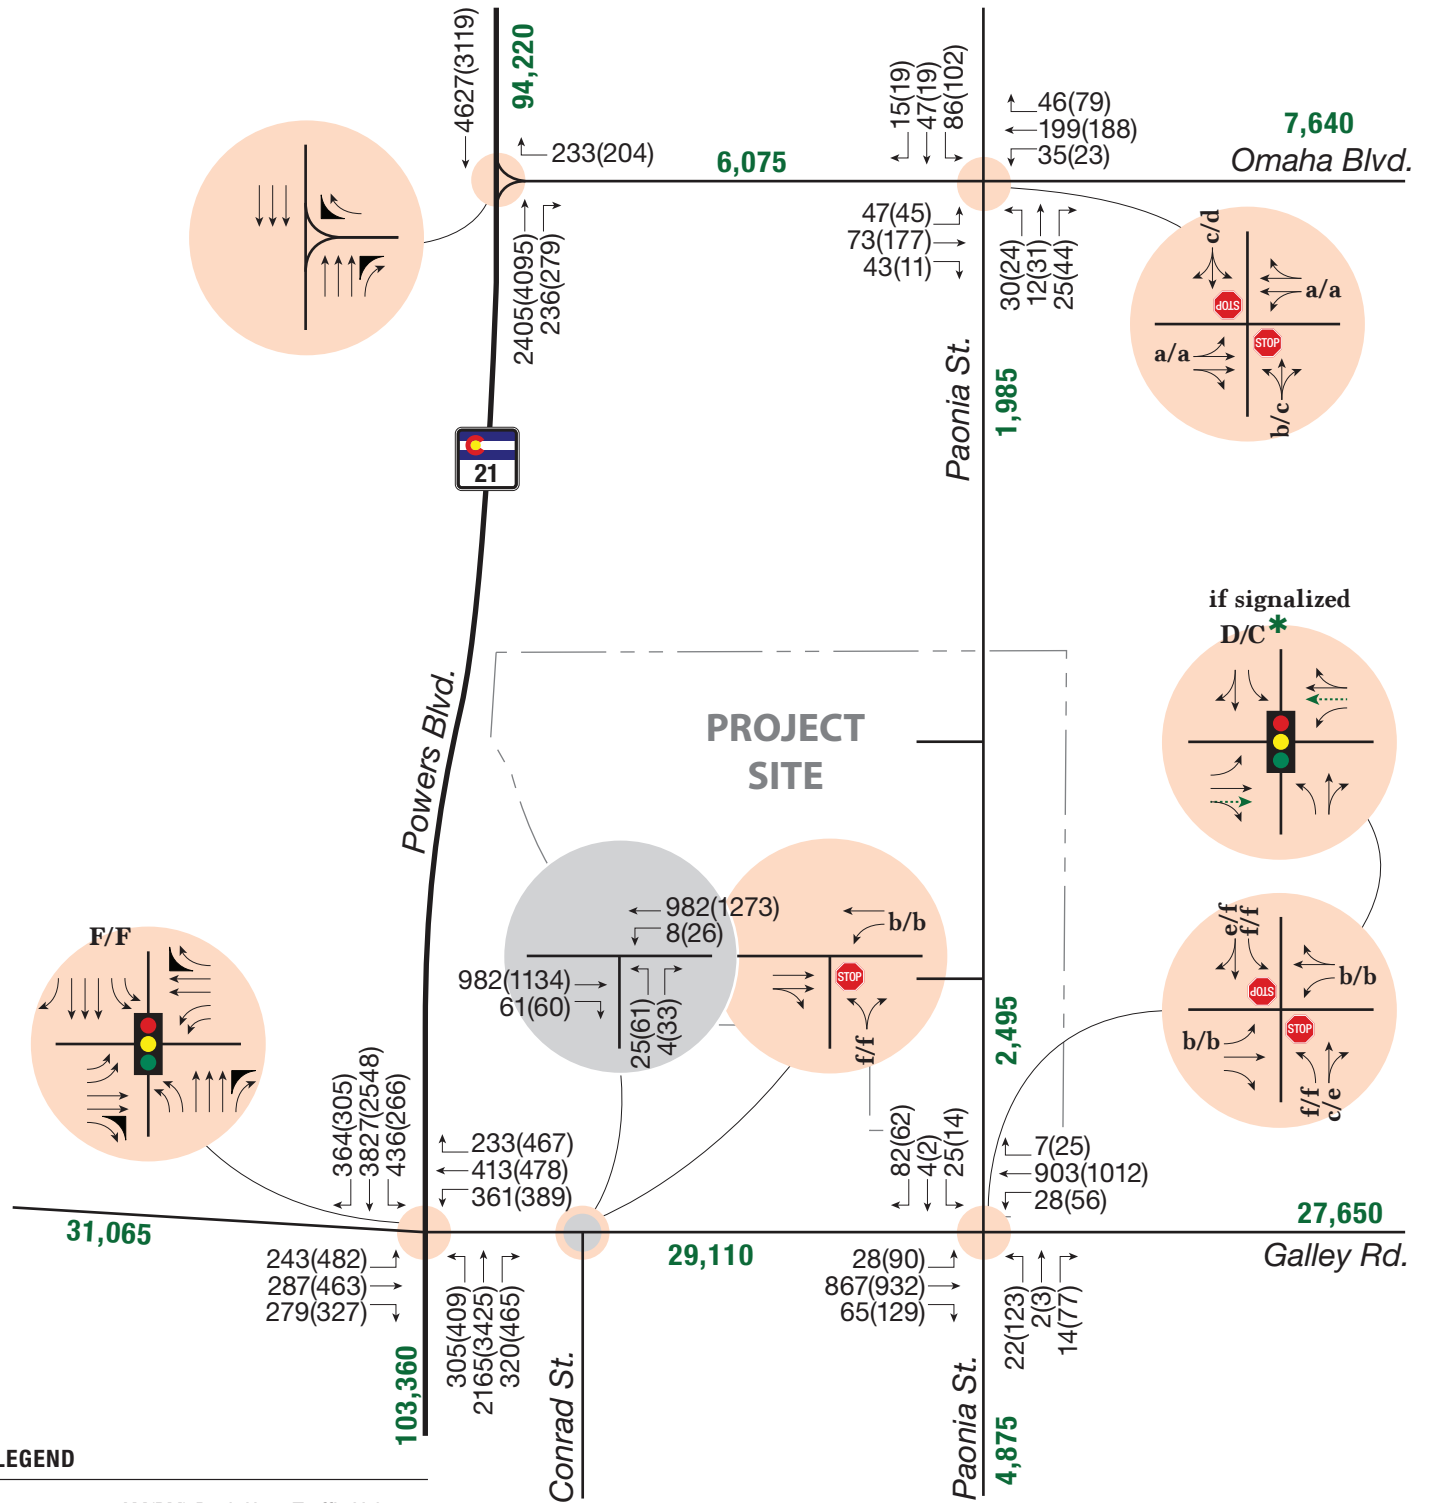 4627(3119)
94,220
233(204)
6,075
15(19)
47(19)
86(102)
46(79)
199(188)
35(23)
7,640
Omaha Blvd.
2405(4095)
236(279)
47(45)
73(177)
43(11)
30(24)
12(31)
25(44)
c/d
STOP
a/a
a/a
STOP
b/c
Paonia St.
1,985
21
if signalized
D/C *
PROJECT
SITE
Powers Blvd.
982(1273)
8(26)
982(1134)
61(60)
25(61)
4(33)
b/b
STOP
f/f
2,495
e/f
f/f
STOP
b/b
b/b
STOP
f/f
c/e
F/F
364(305)
3827(2548)
436(266)
233(467)
413(478)
361(389)
82(62)
4(2)
25(14)
7(25)
903(1012)
28(56)
31,065
29,110
27,650
Galley Rd.
243(482)
287(463)
279(327)
305(409)
2165(3425)
320(465)
28(90)
867(932)
65(129)
22(123)
2(3)
14(77)
103,360
Conrad St.
Paonia St.
4,875
LEGEND